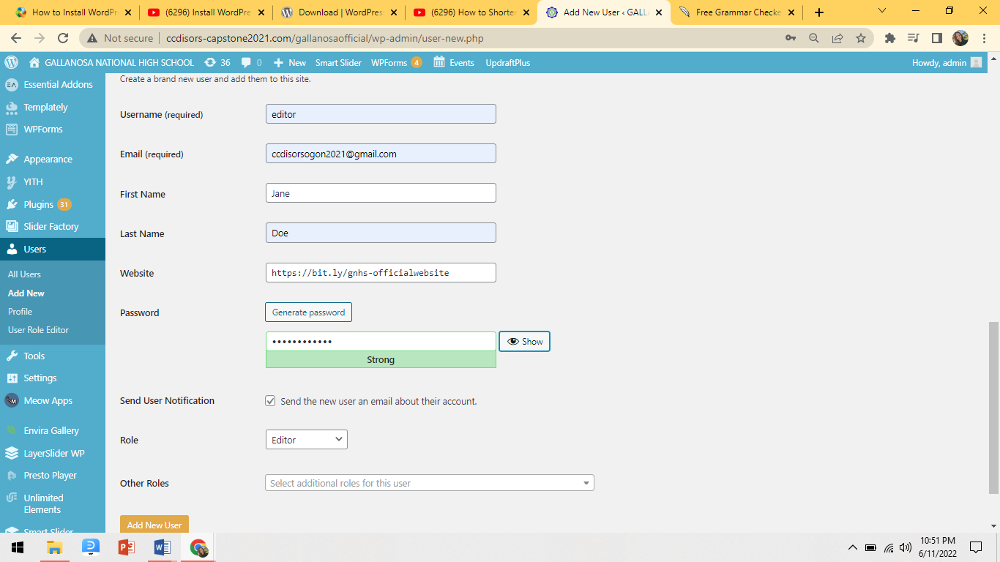 How to Install WordPr
(6296) Install WordPre
Download | WordPres
(6296) How to Shorter
Add New User ‹ GALL
Free Grammar Checke
Not secure
ccdisors-capstone2021.com/gallanosaofficial/wp-admin/user-new.php
GALLANOSA NATIONAL HIGH SCHOOL 36 0 New Smart Slider WPForms 4 Events UpdraftPlus Howdy, admin
EA Essential Addons
Templately
WPForms
Appearance
YITH
Plugins 31
Slider Factory
Users
All Users
Add New
Profile
User Role Editor
Tools
Settings
Meow Apps
Envira Gallery
LayerSlider WP
Presto Player
Unlimited
Elements
Smart Slider
Create a brand new user and add them to this site.
Username (required) editor
Email (required) ccdisorsogon2021@gmail.com
First Name Jane
Last Name Doe
Website https://bit.ly/gnhs-officialwebsite
Password Generate password
•••••••••••• Show
Strong
Send User Notification Send the new user an email about their account.
Role Editor
Other Roles Select additional roles for this user
Add New User
10:51 PM
6/11/2022